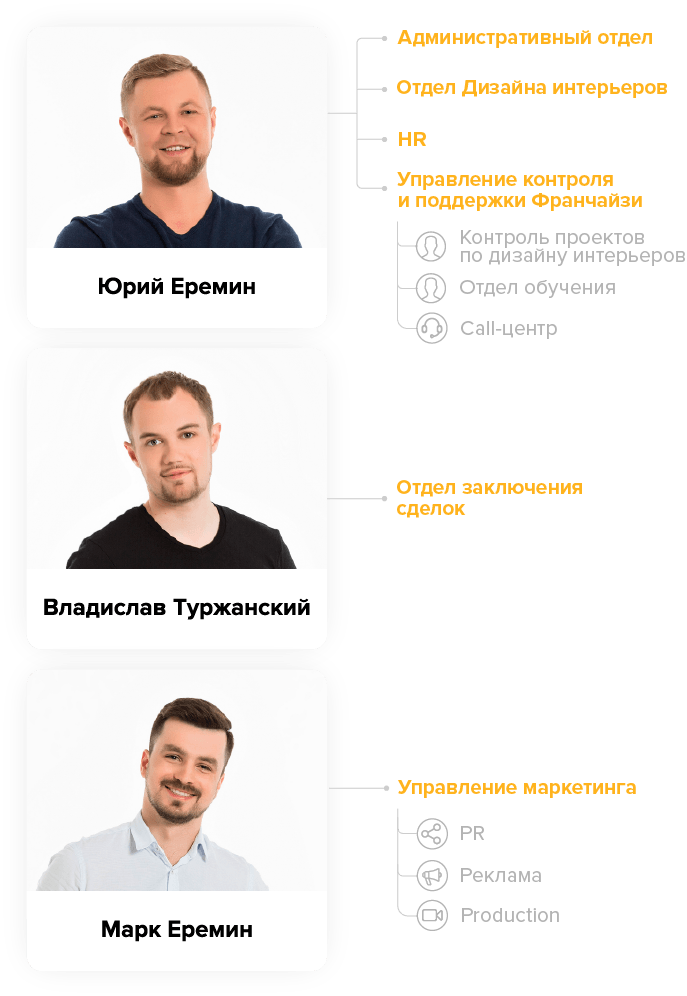 Административный отдел
Отдел Дизайна интерьеров
HR
Управление контроля
и поддержки Франчайзи
Контроль проектов
по дизайну интерьеров
Отдел обучения
Call-центр
Юрий Еремин
Отдел заключения
сделок
Владислав Туржанский
Управление маркетинга
PR
Реклама
Production
Марк Еремин